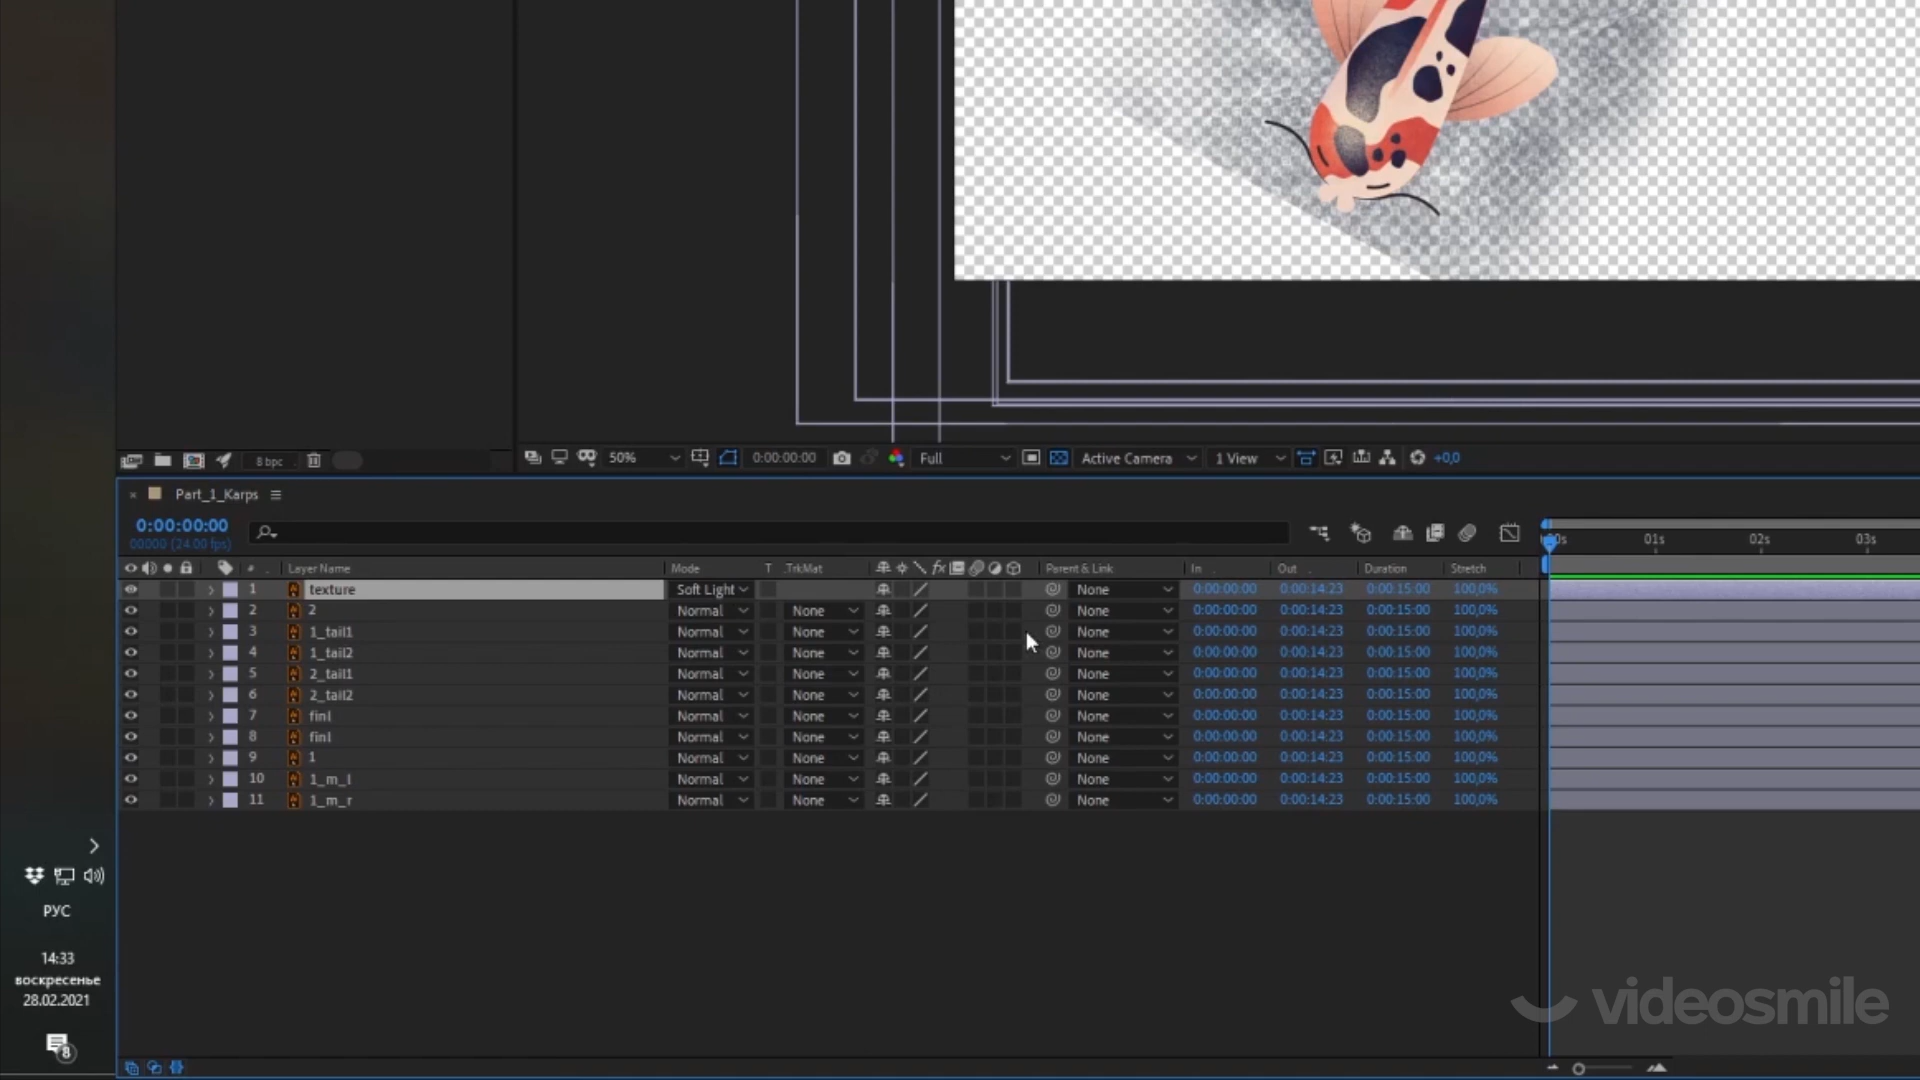 8 bpc
50%
0:00:00:00
Full
Active Camera
1 View
+0,0
Part_1_Karps
0:00:00:00
00000 (24.00 fps)
01s 02s 03s
# Layer Name Mode T .TrkMat fx Parent & Link In Out Duration Stretch
1 texture Soft Light None 0:00:00:00 0:00:14:23 0:00:15:00 100,0%
2 2 Normal None None 0:00:00:00 0:00:14:23 0:00:15:00 100,0%
3 1_tail1 Normal None None 0:00:00:00 0:00:14:23 0:00:15:00 100,0%
4 1_tail2 Normal None None 0:00:00:00 0:00:14:23 0:00:15:00 100,0%
5 2_tail1 Normal None None 0:00:00:00 0:00:14:23 0:00:15:00 100,0%
6 2_tail2 Normal None None 0:00:00:00 0:00:14:23 0:00:15:00 100,0%
7 finl Normal None None 0:00:00:00 0:00:14:23 0:00:15:00 100,0%
8 finl Normal None None 0:00:00:00 0:00:14:23 0:00:15:00 100,0%
9 1 Normal None None 0:00:00:00 0:00:14:23 0:00:15:00 100,0%
10 1_m_l Normal None None 0:00:00:00 0:00:14:23 0:00:15:00 100,0%
11 1_m_r Normal None None 0:00:00:00 0:00:14:23 0:00:15:00 100,0%
РУС
14:33
воскресенье
28.02.2021
8
videosmile